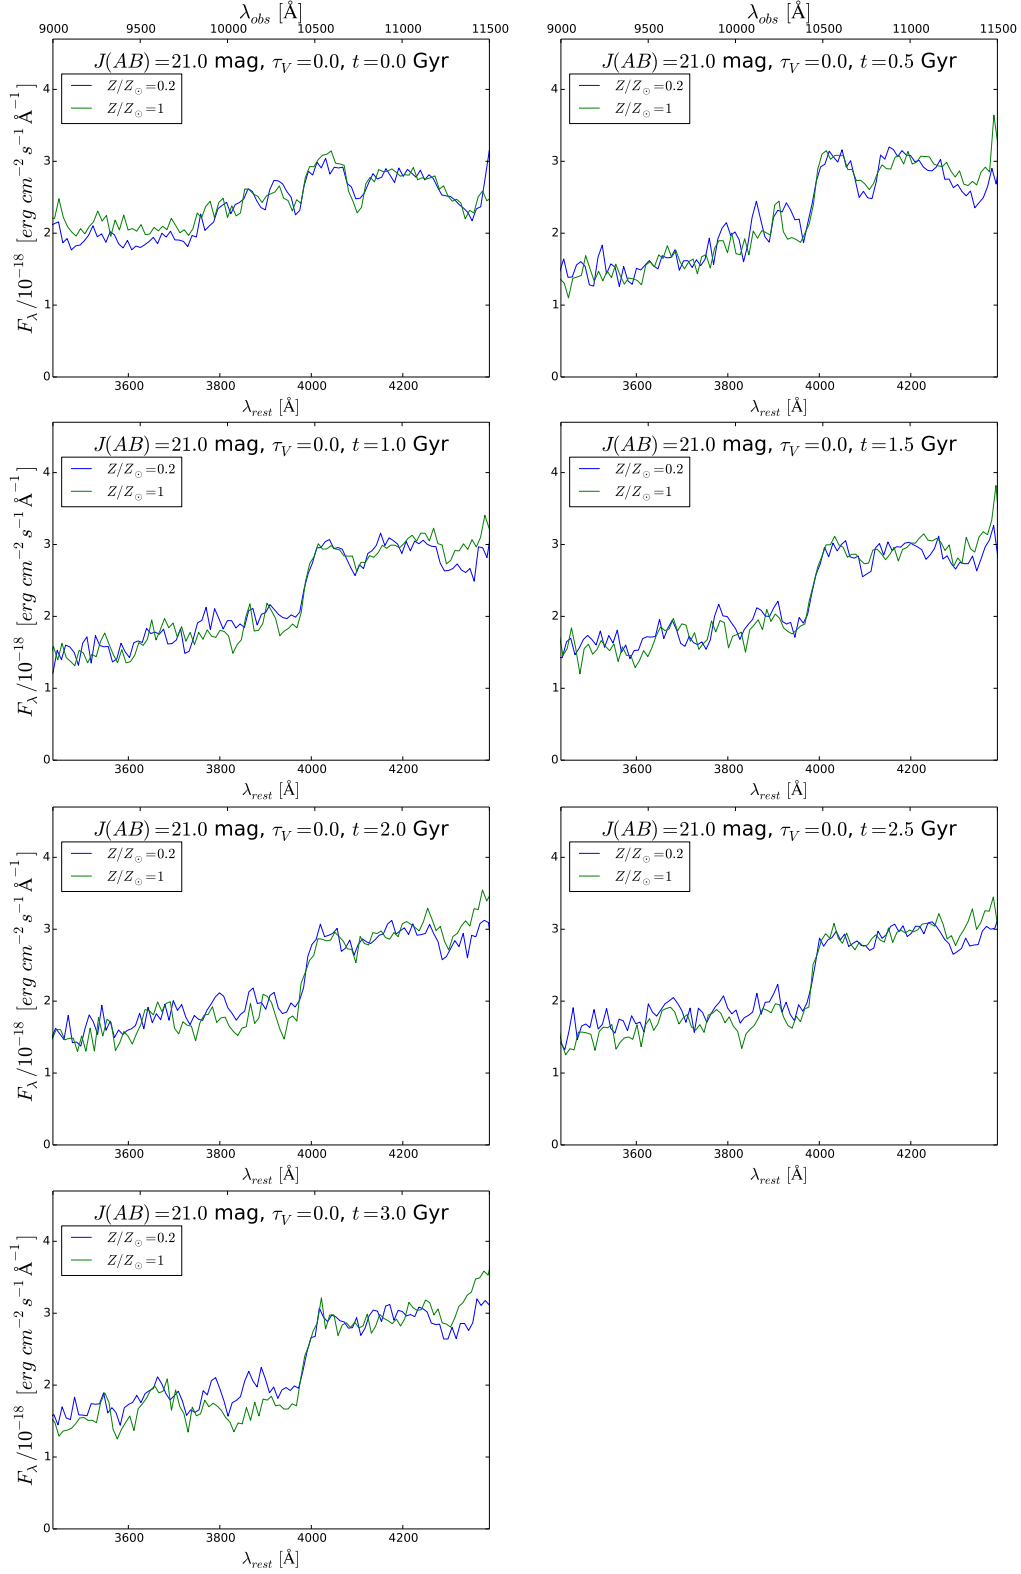 λobs [Å] λobs [Å]
9000 9500 10000 10500 11000 11500 9000 9500 10000 10500 11000 11500
J(AB)=21.0 mag, τV=0.0, t=0.0 Gyr J(AB)=21.0 mag, τV=0.0, t=0.5 Gyr
Z/Z⊙=0.2 Z/Z⊙=0.2
Z/Z⊙=1 Z/Z⊙=1
Fλ/10−18 [erg cm−2 s−1 Å−1]
4 4
3 3
2 2
1 1
0 0
3600 3800 4000 4200 3600 3800 4000 4200
λrest [Å] λrest [Å]
J(AB)=21.0 mag, τV=0.0, t=1.0 Gyr J(AB)=21.0 mag, τV=0.0, t=1.5 Gyr
Z/Z⊙=0.2 Z/Z⊙=0.2
Z/Z⊙=1 Z/Z⊙=1
Fλ/10−18 [erg cm−2 s−1 Å−1]
4 4
3 3
2 2
1 1
0 0
3600 3800 4000 4200 3600 3800 4000 4200
λrest [Å] λrest [Å]
J(AB)=21.0 mag, τV=0.0, t=2.0 Gyr J(AB)=21.0 mag, τV=0.0, t=2.5 Gyr
Z/Z⊙=0.2 Z/Z⊙=0.2
Z/Z⊙=1 Z/Z⊙=1
Fλ/10−18 [erg cm−2 s−1 Å−1]
4 4
3 3
2 2
1 1
0 0
3600 3800 4000 4200 3600 3800 4000 4200
λrest [Å] λrest [Å]
J(AB)=21.0 mag, τV=0.0, t=3.0 Gyr
Z/Z⊙=0.2
Z/Z⊙=1
Fλ/10−18 [erg cm−2 s−1 Å−1]
4
3
2
1
0
3600 3800 4000 4200
λrest [Å]